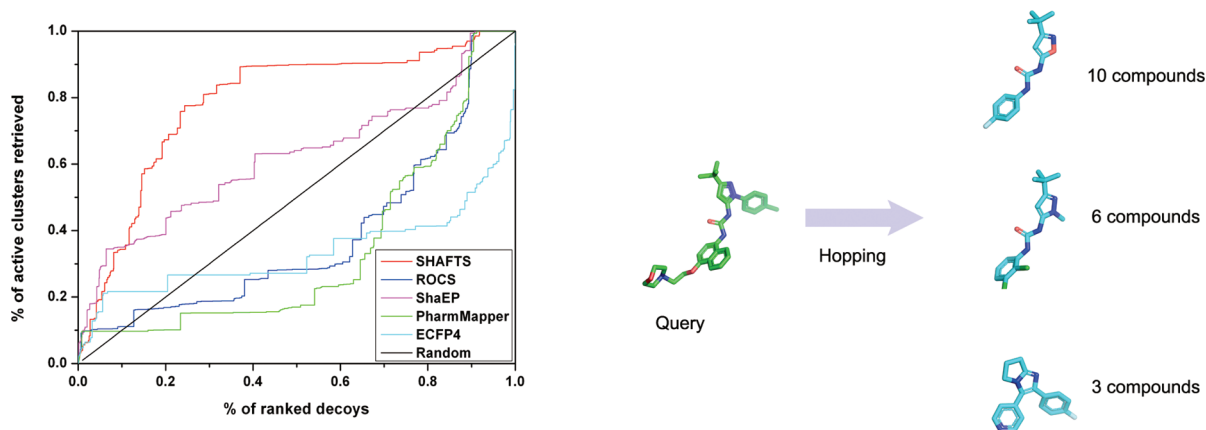 % of active clusters retrieved
1.0
0.8
0.6
0.4
0.2
0.0
0.0
0.2
0.4
0.6
0.8
1.0
% of ranked decoys
SHAFTS
ROCS
ShaEP
PharmMapper
ECFP4
Random
Query
Hopping
10 compounds
6 compounds
3 compounds